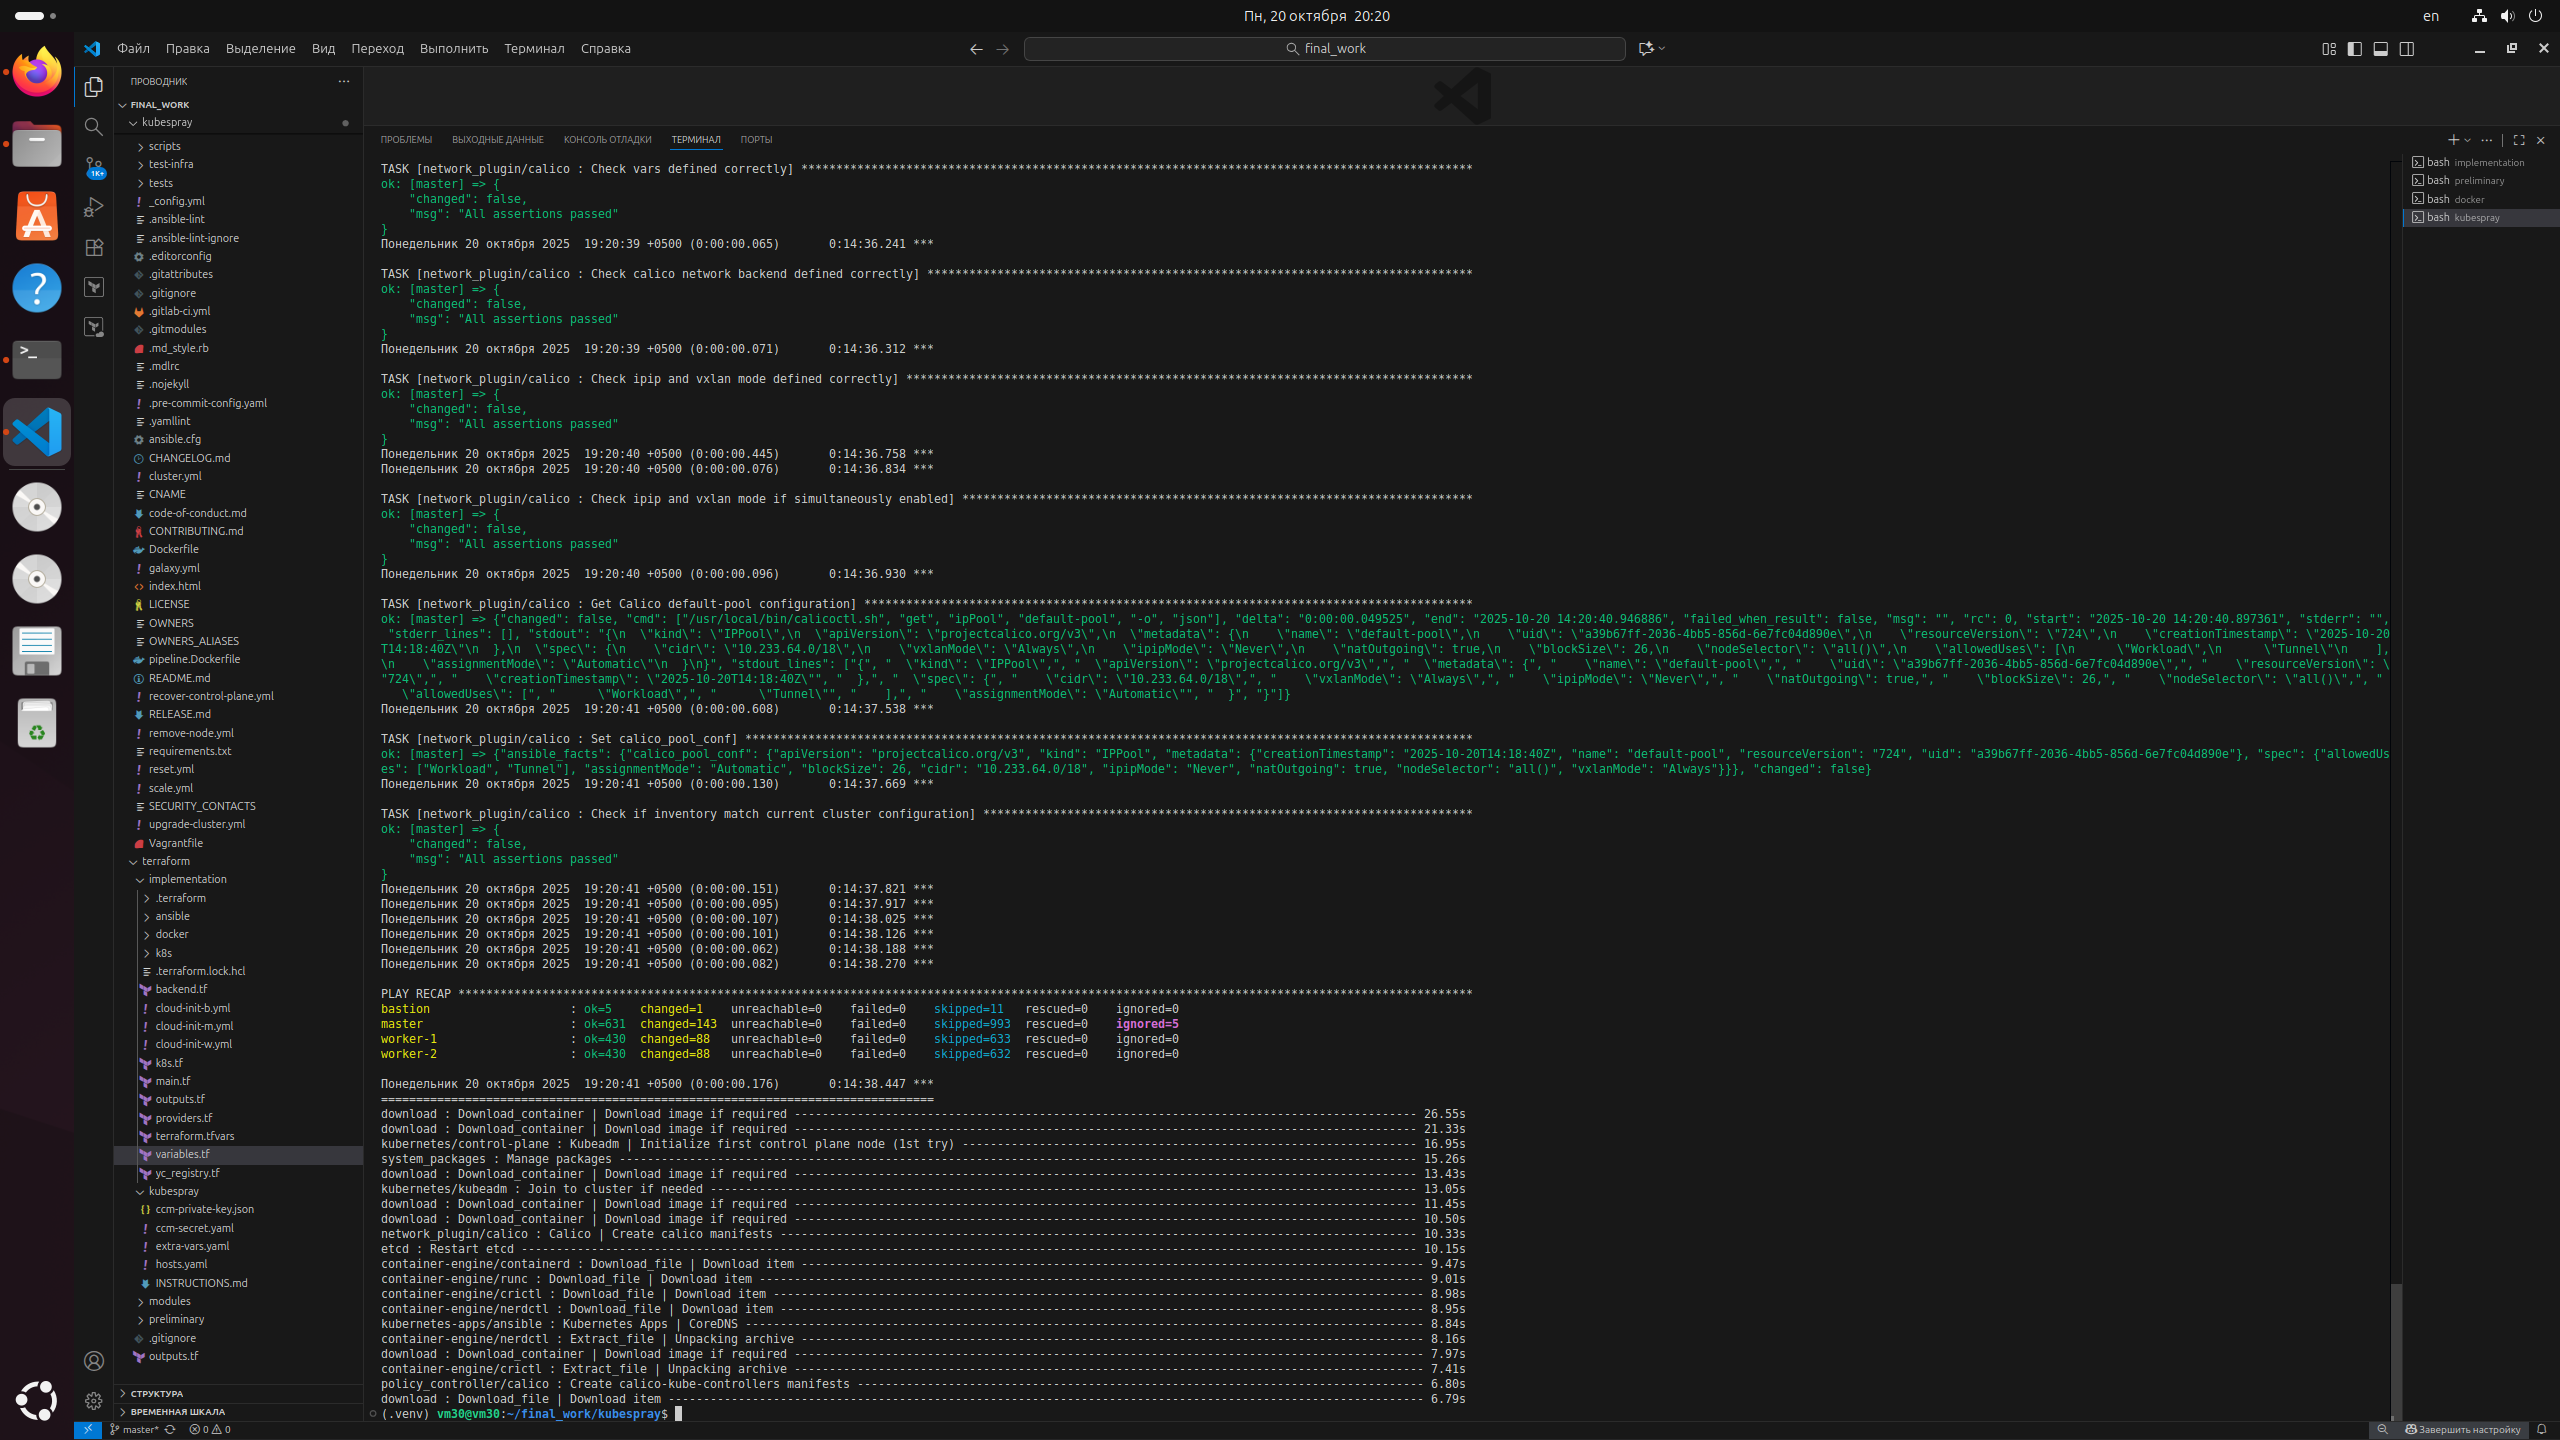 Пн, 20 октября 20:20
en
Файл Правка Выделение Вид Переход Выполнить Терминал Справка
final_work
ПРОВОДНИК
FINAL_WORK
kubespray
scripts
test-infra
tests
_config.yml
.ansible-lint
.ansible-lint-ignore
.editorconfig
.gitattributes
.gitignore
.gitlab-ci.yml
.gitmodules
.md_style.rb
.mdlrc
.nojekyll
.pre-commit-config.yaml
.yamllint
ansible.cfg
CHANGELOG.md
cluster.yml
CNAME
code-of-conduct.md
CONTRIBUTING.md
Dockerfile
galaxy.yml
index.html
LICENSE
OWNERS
OWNERS_ALIASES
pipeline.Dockerfile
README.md
recover-control-plane.yml
RELEASE.md
remove-node.yml
requirements.txt
reset.yml
scale.yml
SECURITY_CONTACTS
upgrade-cluster.yml
Vagrantfile
terraform
implementation
.terraform
ansible
docker
k8s
.terraform.lock.hcl
backend.tf
cloud-init-b.yml
cloud-init-m.yml
cloud-init-w.yml
k8s.tf
main.tf
outputs.tf
providers.tf
terraform.tfvars
variables.tf
yc_registry.tf
kubespray
ccm-private-key.json
ccm-secret.yaml
extra-vars.yaml
hosts.yaml
INSTRUCTIONS.md
modules
preliminary
.gitignore
outputs.tf
СТРУКТУРА
ВРЕМЕННАЯ ШКАЛА
1K+
ПРОБЛЕМЫ ВЫХОДНЫЕ ДАННЫЕ КОНСОЛЬ ОТЛАДКИ ТЕРМИНАЛ ПОРТЫ
bash implementation
bash preliminary
bash docker
bash kubespray
TASK [network_plugin/calico : Check vars defined correctly] ************************************************************************************************
ok: [master] => {
    "changed": false,
    "msg": "All assertions passed"
}
Понедельник 20 октября 2025  19:20:39 +0500 (0:00:00.065)       0:14:36.241 ***
TASK [network_plugin/calico : Check calico network backend defined correctly] ******************************************************************************
ok: [master] => {
    "changed": false,
    "msg": "All assertions passed"
}
Понедельник 20 октября 2025  19:20:39 +0500 (0:00:00.071)       0:14:36.312 ***
TASK [network_plugin/calico : Check ipip and vxlan mode defined correctly] *********************************************************************************
ok: [master] => {
    "changed": false,
    "msg": "All assertions passed"
}
Понедельник 20 октября 2025  19:20:40 +0500 (0:00:00.445)       0:14:36.758 ***
Понедельник 20 октября 2025  19:20:40 +0500 (0:00:00.076)       0:14:36.834 ***
TASK [network_plugin/calico : Check ipip and vxlan mode if simultaneously enabled] *************************************************************************
ok: [master] => {
    "changed": false,
    "msg": "All assertions passed"
}
Понедельник 20 октября 2025  19:20:40 +0500 (0:00:00.096)       0:14:36.930 ***
TASK [network_plugin/calico : Get Calico default-pool configuration] ***************************************************************************************
ok: [master] => {"changed": false, "cmd": ["/usr/local/bin/calicoctl.sh", "get", "ipPool", "default-pool", "-o", "json"], "delta": "0:00:00.049525", "end": "2025-10-20 14:20:40.946886", "failed_when_result": false, "msg": "", "rc": 0, "start": "2025-10-20 14:20:40.897361", "stderr": "",
 "stderr_lines": [], "stdout": "{\n  \"kind\": \"IPPool\",\n  \"apiVersion\": \"projectcalico.org/v3\",\n  \"metadata\": {\n    \"name\": \"default-pool\",\n    \"uid\": \"a39b67ff-2036-4bb5-856d-6e7fc04d890e\",\n    \"resourceVersion\": \"724\",\n    \"creationTimestamp\": \"2025-10-20
T14:18:40Z\"\n  },\n  \"spec\": {\n    \"cidr\": \"10.233.64.0/18\",\n    \"vxlanMode\": \"Always\",\n    \"ipipMode\": \"Never\",\n    \"natOutgoing\": true,\n    \"blockSize\": 26,\n    \"nodeSelector\": \"all()\",\n    \"allowedUses\": [\n      \"Workload\",\n      \"Tunnel\"\n    ],
\n    \"assignmentMode\": \"Automatic\"\n  }\n}", "stdout_lines": ["{", "  \"kind\": \"IPPool\",", "  \"apiVersion\": \"projectcalico.org/v3\",", "  \"metadata\": {", "    \"name\": \"default-pool\",", "    \"uid\": \"a39b67ff-2036-4bb5-856d-6e7fc04d890e\",", "    \"resourceVersion\": \
"724\",", "    \"creationTimestamp\": \"2025-10-20T14:18:40Z\"", "  },", "  \"spec\": {", "    \"cidr\": \"10.233.64.0/18\",", "    \"vxlanMode\": \"Always\",", "    \"ipipMode\": \"Never\",", "    \"natOutgoing\": true,", "    \"blockSize\": 26,", "    \"nodeSelector\": \"all()\",", "
   \"allowedUses\": [", "      \"Workload\",", "      \"Tunnel\"", "    ],", "    \"assignmentMode\": \"Automatic\"", "  }", "}"]}
Понедельник 20 октября 2025  19:20:41 +0500 (0:00:00.608)       0:14:37.538 ***
TASK [network_plugin/calico : Set calico_pool_conf] ********************************************************************************************************
ok: [master] => {"ansible_facts": {"calico_pool_conf": {"apiVersion": "projectcalico.org/v3", "kind": "IPPool", "metadata": {"creationTimestamp": "2025-10-20T14:18:40Z", "name": "default-pool", "resourceVersion": "724", "uid": "a39b67ff-2036-4bb5-856d-6e7fc04d890e"}, "spec": {"allowedUs
es": ["Workload", "Tunnel"], "assignmentMode": "Automatic", "blockSize": 26, "cidr": "10.233.64.0/18", "ipipMode": "Never", "natOutgoing": true, "nodeSelector": "all()", "vxlanMode": "Always"}}}, "changed": false}
Понедельник 20 октября 2025  19:20:41 +0500 (0:00:00.130)       0:14:37.669 ***
TASK [network_plugin/calico : Check if inventory match current cluster configuration] **********************************************************************
ok: [master] => {
    "changed": false,
    "msg": "All assertions passed"
}
Понедельник 20 октября 2025  19:20:41 +0500 (0:00:00.151)       0:14:37.821 ***
Понедельник 20 октября 2025  19:20:41 +0500 (0:00:00.095)       0:14:37.917 ***
Понедельник 20 октября 2025  19:20:41 +0500 (0:00:00.107)       0:14:38.025 ***
Понедельник 20 октября 2025  19:20:41 +0500 (0:00:00.101)       0:14:38.126 ***
Понедельник 20 октября 2025  19:20:41 +0500 (0:00:00.062)       0:14:38.188 ***
Понедельник 20 октября 2025  19:20:41 +0500 (0:00:00.082)       0:14:38.270 ***
PLAY RECAP *************************************************************************************************************************************************
bastion                    : ok=5    changed=1    unreachable=0    failed=0    skipped=11   rescued=0    ignored=0
master                     : ok=631  changed=143  unreachable=0    failed=0    skipped=993  rescued=0    ignored=5
worker-1                   : ok=430  changed=88   unreachable=0    failed=0    skipped=633  rescued=0    ignored=0
worker-2                   : ok=430  changed=88   unreachable=0    failed=0    skipped=632  rescued=0    ignored=0
Понедельник 20 октября 2025  19:20:41 +0500 (0:00:00.176)       0:14:38.447 ***
===============================================================================
download : Download_container | Download image if required ----------------------------------------------------------------------------------------- 26.55s
download : Download_container | Download image if required ----------------------------------------------------------------------------------------- 21.33s
kubernetes/control-plane : Kubeadm | Initialize first control plane node (1st try) ----------------------------------------------------------------- 16.95s
system_packages : Manage packages ------------------------------------------------------------------------------------------------------------------ 15.26s
download : Download_container | Download image if required ----------------------------------------------------------------------------------------- 13.43s
kubernetes/kubeadm : Join to cluster if needed ----------------------------------------------------------------------------------------------------- 13.05s
download : Download_container | Download image if required ----------------------------------------------------------------------------------------- 11.45s
download : Download_container | Download image if required ----------------------------------------------------------------------------------------- 10.50s
network_plugin/calico : Calico | Create calico manifests ------------------------------------------------------------------------------------------- 10.33s
etcd : Restart etcd -------------------------------------------------------------------------------------------------------------------------------- 10.15s
container-engine/containerd : Download_file | Download item ----------------------------------------------------------------------------------------- 9.47s
container-engine/runc : Download_file | Download item ----------------------------------------------------------------------------------------------- 9.01s
container-engine/crictl : Download_file | Download item --------------------------------------------------------------------------------------------- 8.98s
container-engine/nerdctl : Download_file | Download item -------------------------------------------------------------------------------------------- 8.95s
kubernetes-apps/ansible : Kubernetes Apps | CoreDNS ------------------------------------------------------------------------------------------------- 8.84s
container-engine/nerdctl : Extract_file | Unpacking archive ----------------------------------------------------------------------------------------- 8.16s
download : Download_container | Download image if required ------------------------------------------------------------------------------------------ 7.97s
container-engine/crictl : Extract_file | Unpacking archive ------------------------------------------------------------------------------------------ 7.41s
policy_controller/calico : Create calico-kube-controllers manifests --------------------------------------------------------------------------------- 6.80s
download : Download_file | Download item ------------------------------------------------------------------------------------------------------------ 6.79s
(.venv) vm30@vm30:~/final_work/kubespray$
master* 0 0
Завершить настройку